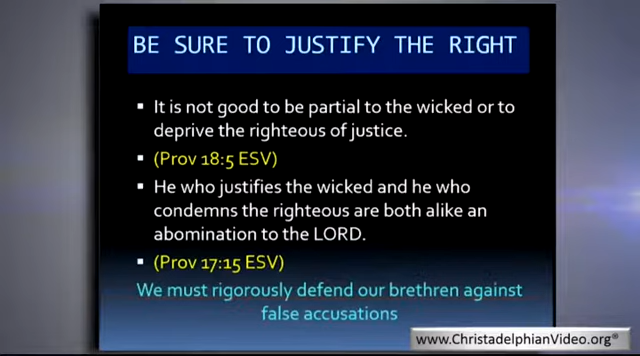 BE SURE TO JUSTIFY THE RIGHT
▪ It is not good to be partial to the wicked or to
deprive the righteous of justice.
▪ (Prov 18:5 ESV)
▪ He who justifies the wicked and he who
condemns the righteous are both alike an
abomination to the LORD.
▪ (Prov 17:15 ESV)
We must rigorously defend our brethren against
false accusations
www.ChristadelphianVideo.org®